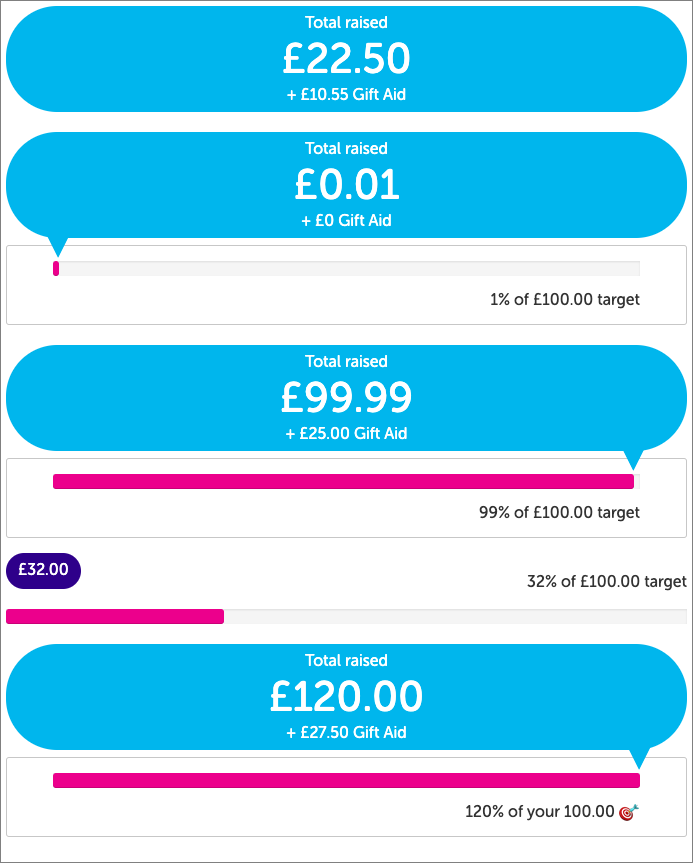 Total raised
£22.50
+ £10.55 Gift Aid
Total raised
£0.01
+ £0 Gift Aid
1% of £100.00 target
Total raised
£99.99
+ £25.00 Gift Aid
99% of £100.00 target
£32.00
32% of £100.00 target
Total raised
£120.00
+ £27.50 Gift Aid
120% of your 100.00 🎯